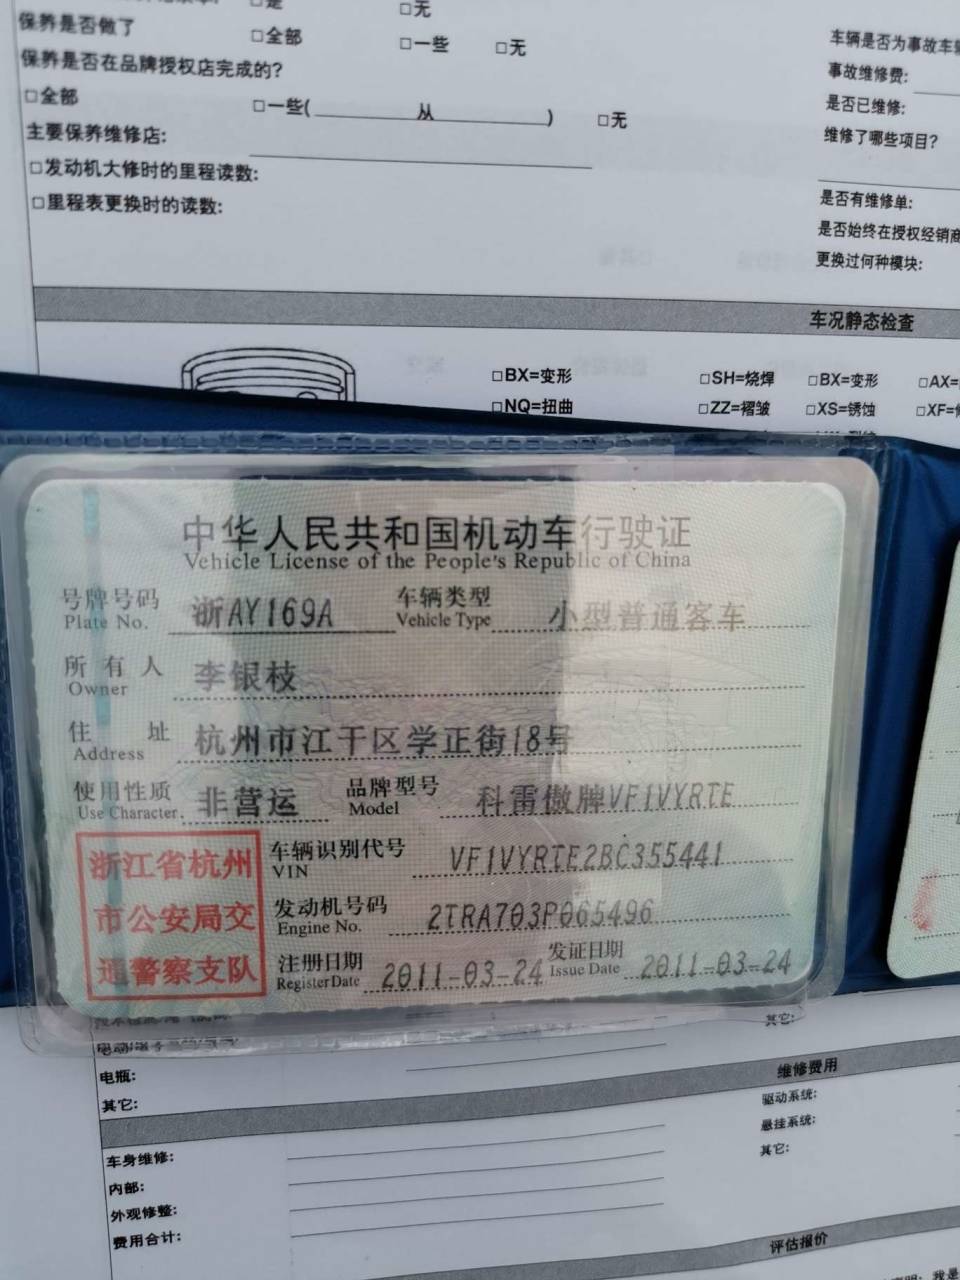 □是
□无
保养是否做了 □全部 □一些 □无
保养是否在品牌授权店完成的?
□全部 □一些( 从 ) □无
主要保养维修店:
□发动机大修时的里程读数:
□里程表更换时的读数:
车辆是否为事故车辆
事故维修费:
是否已维修:
维修了哪些项目?
是否有维修单:
是否始终在授权经销商
更换过何种模块:
车况静态检查
□BX=变形 □SH=烧焊 □BX=变形 □AX=
□NQ=扭曲 □ZZ=褶皱 □XS=锈蚀 □XF=
中华人民共和国机动车行驶证
Vehicle License of the People's Republic of China
号牌号码 浙AY169A 车辆类型 小型普通客车
Plate No. Vehicle Type
所有人 李银枝
Owner
住址 杭州市江干区学正街18号
Address
使用性质 非营运 品牌型号 科雷傲牌VF1VYRTE
Use Character Model
浙江省杭州
市公安局交
通警察支队
车辆识别代号 VF1VYRTE2BC355441
VIN
发动机号码 2TRA703P065496
Engine No.
注册日期 2011-03-24 发证日期 2011-03-24
Register Date Issue Date
其它:
电瓶:
其它:
维修费用
车身维修:
内部:
外观修整:
费用合计:
驱动系统:
悬挂系统:
其它:
评估报价